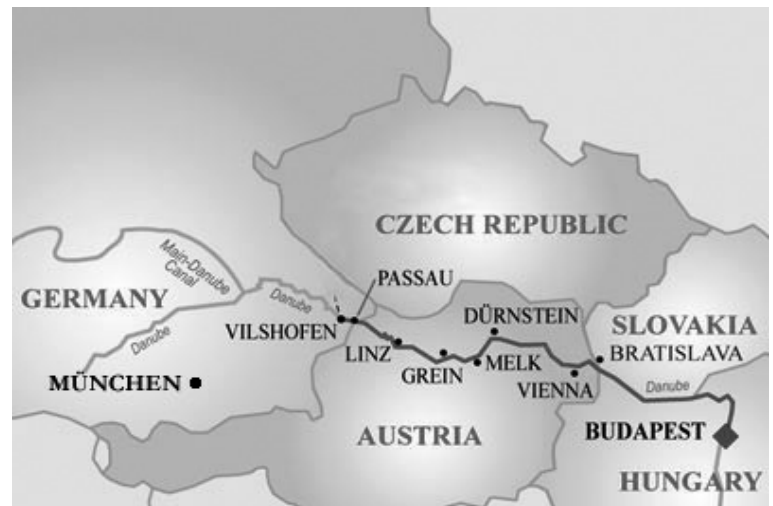 CZECH REPUBLIC
Main-Danube
Canal
GERMANY
Danube
PASSAU
Danube
VILSHOFEN
DÜRNSTEIN
SLOVAKIA
LINZ
GREIN
MELK
BRATISLAVA
VIENNA
MÜNCHEN
Danube
AUSTRIA
BUDAPEST
HUNGARY